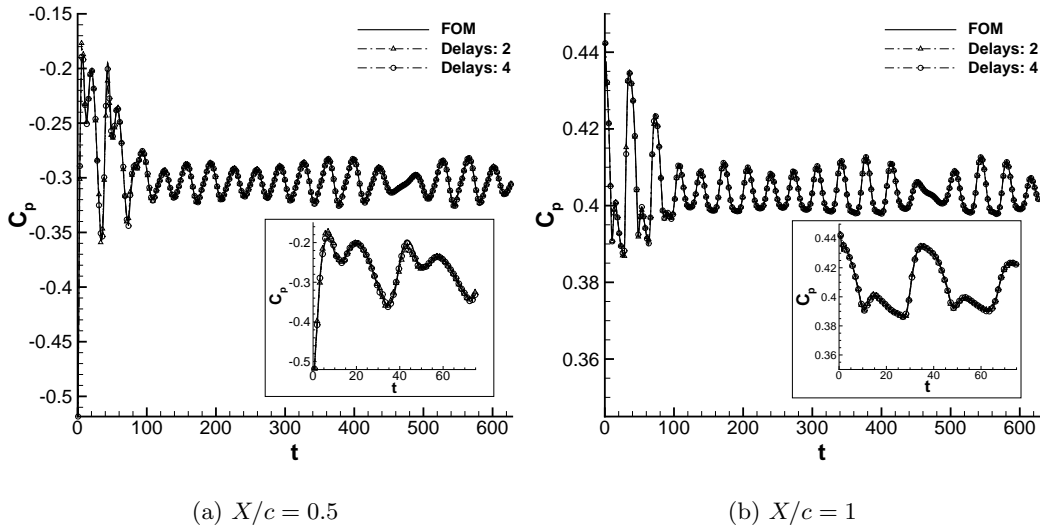 -0.15
-0.2
-0.25
-0.3
-0.35
-0.4
-0.45
-0.5
C_p
0 100 200 300 400 500 600
t
FOM
Delays: 2
Delays: 4
-0.2
-0.3
-0.4
-0.5
C_p
0 20 40 60
t
(a) X/c = 0.5
0.44
0.42
0.4
0.38
0.36
C_p
0 100 200 300 400 500 600
t
FOM
Delays: 2
Delays: 4
0.44
0.42
0.4
0.38
0.36
C_p
0 20 40 60
t
(b) X/c = 1